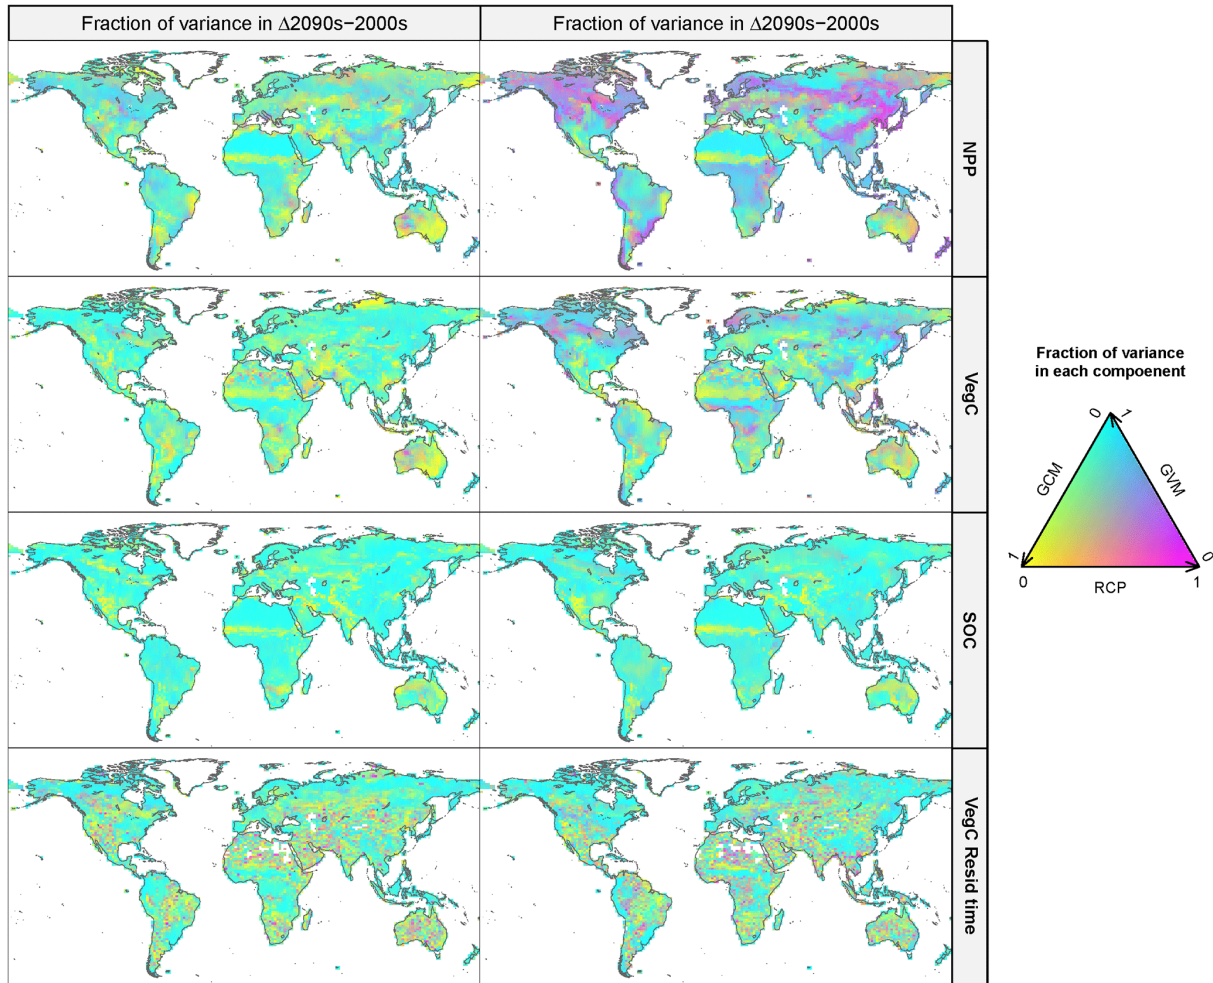 Fraction of variance in Δ2090s−2000s
Fraction of variance in Δ2090s−2000s
NPP
VegC
SOC
VegC Resid time
Fraction of variance
in each compoenent
0
1
GCM
GVM
1
0
0
RCP
1